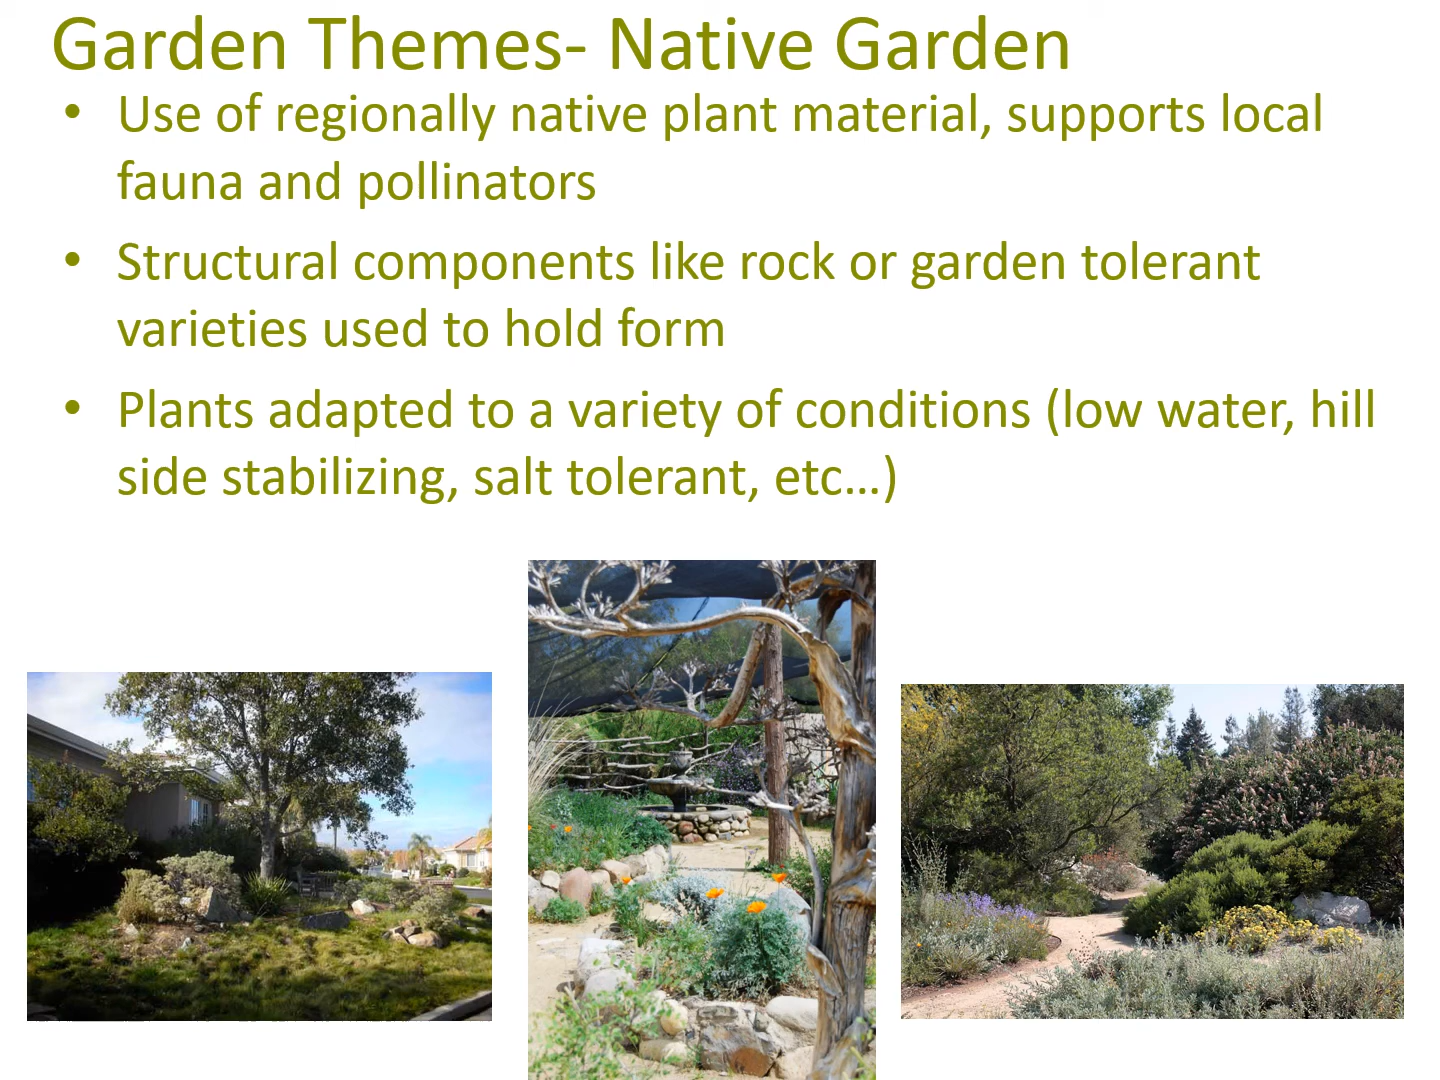 Garden Themes- Native Garden
• Use of regionally native plant material, supports local
fauna and pollinators
• Structural components like rock or garden tolerant
varieties used to hold form
• Plants adapted to a variety of conditions (low water, hill
side stabilizing, salt tolerant, etc…)